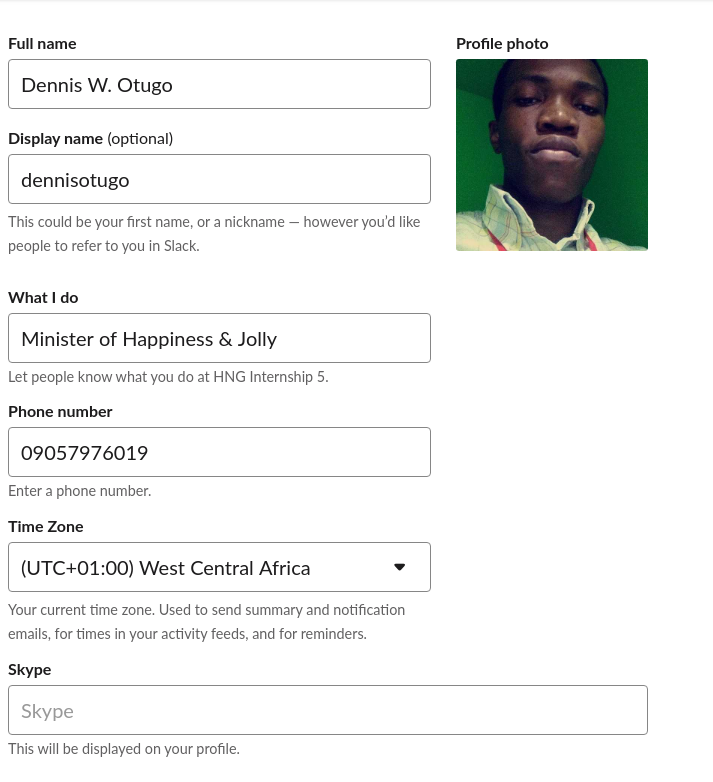 Full name
Profile photo
Dennis W. Otugo
Display name (optional)
dennisotugo
This could be your first name, or a nickname — however you’d like
people to refer to you in Slack.
What I do
Minister of Happiness & Jolly
Let people know what you do at HNG Internship 5.
Phone number
09057976019
Enter a phone number.
Time Zone
(UTC+01:00) West Central Africa
Your current time zone. Used to send summary and notification
emails, for times in your activity feeds, and for reminders.
Skype
Skype
This will be displayed on your profile.